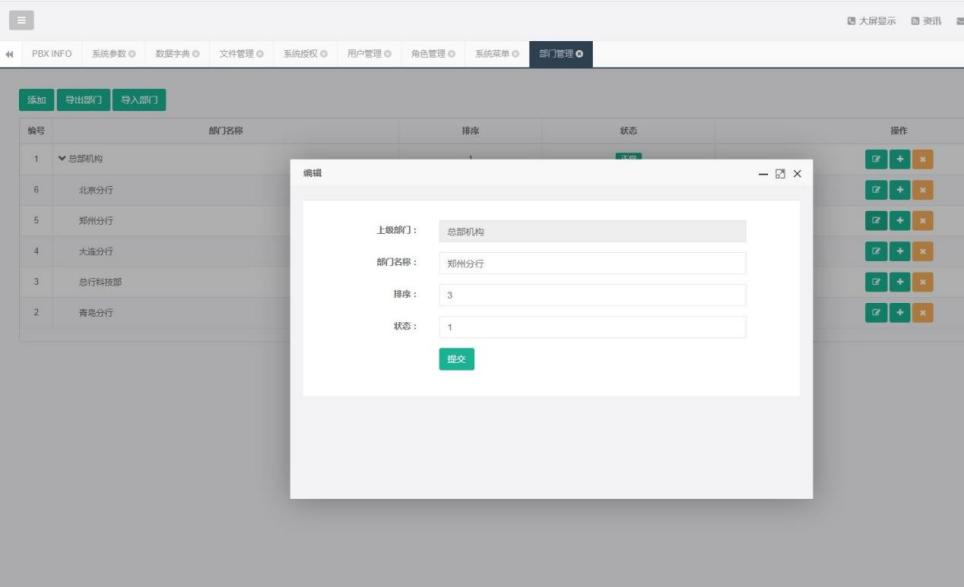 大屏显示 资讯
PBX INFO 系统参数 数据字典 文件管理 系统授权 用户管理 角色管理 系统菜单 部门管理
添加 导出部门 导入部门
编号 部门名称 排序 状态 操作
1 总部机构 1 正常
6 北京分行
5 郑州分行
4 大连分行
3 总行科技部
2 青岛分行
编辑
上级部门： 总部机构
部门名称： 郑州分行
排序： 3
状态： 1
提交